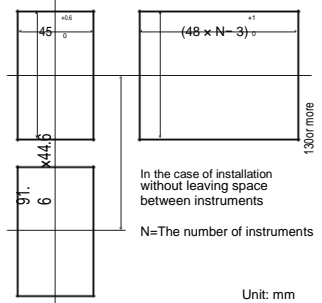 45 +0.6 0
(48 × N− 3) +1 0
130or more
x44.6
91.
6
In the case of installation
without leaving space
between instruments
N=The number of instruments
Unit: mm